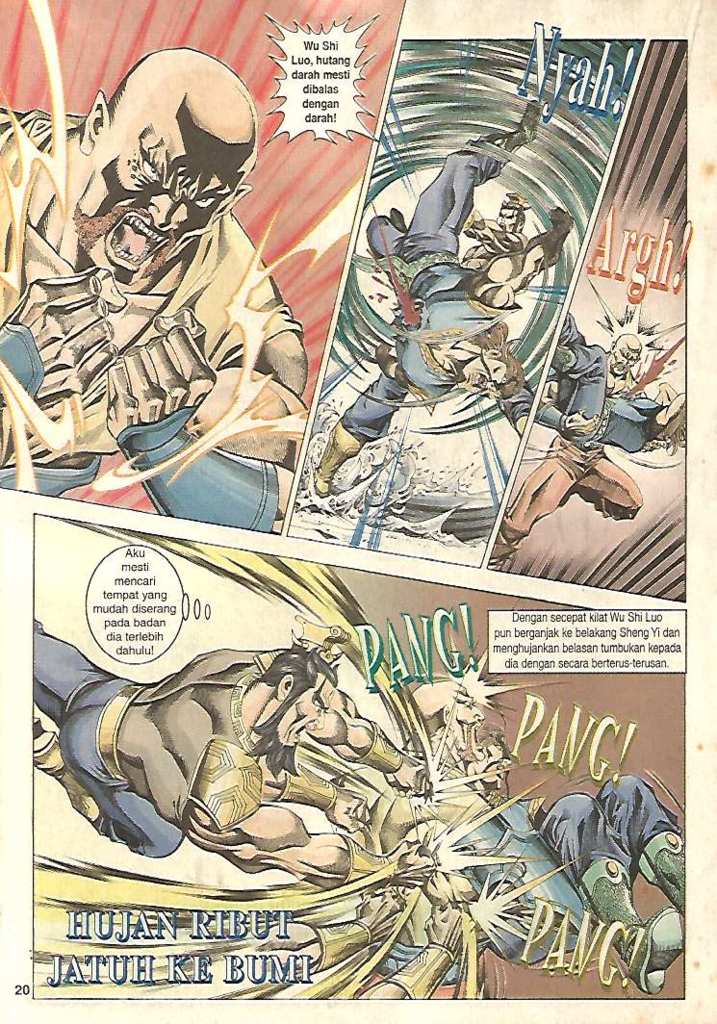 Wu Shi
Luo, hutang
darah mesti
dibalas
dengan
darah!
Nyah!
Argh!
Aku
mesti
mencari
tempat yang
mudah diserang
pada badan
dia terlebih
dahulu!
PANG!
Dengan secepat kilat Wu Shi Luo
pun berganjak ke belakang Sheng Yi dan
menghujankan belasan tumbukan kepada
dia dengan secara berterus-terusan.
PANG!
PANG!
HUJAN RIBUT
JATUH KE BUMI
20